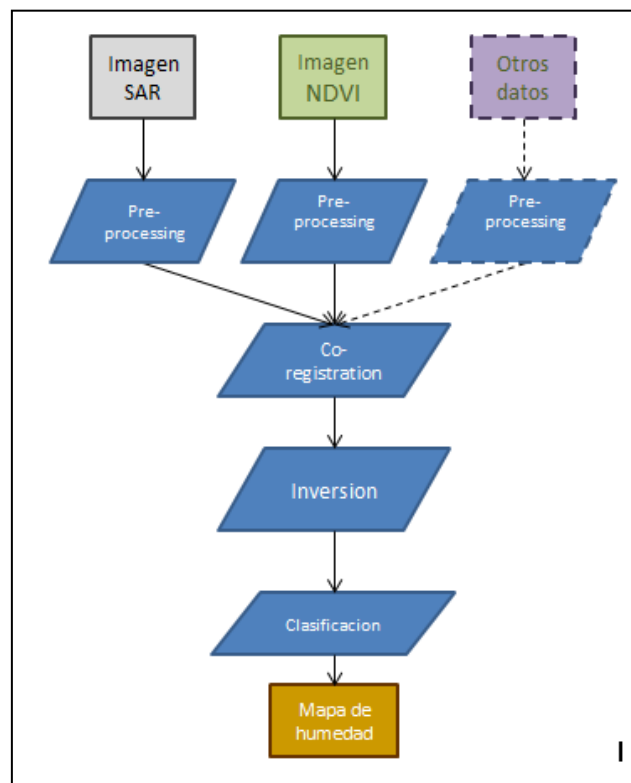 Imagen
SAR
Imagen
NDVI
Otros
datos
Pre-
processing
Pre-
processing
Pre-
processing
Co-
registration
Inversion
Clasificacion
Mapa de
humedad
I